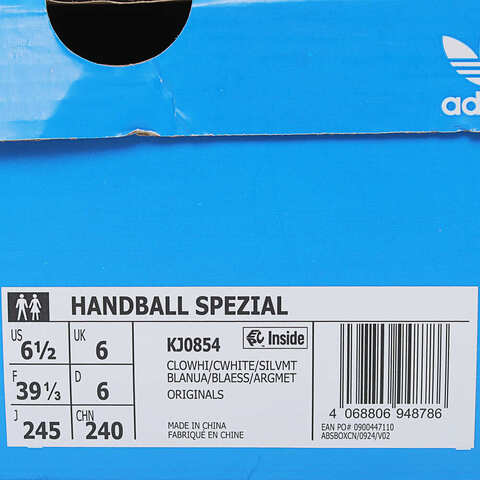 adi
HANDBALL SPEZIAL
US 6½ UK 6
F 39⅓ D 6
J 245 CHN 240
KJ0854 Inside
CLOWHI/CWHITE/SILVMT
BLANUA/BLAESS/ARGMET
ORIGINALS
MADE IN CHINA
FABRIQUÉ EN CHINE
4 068806 948786
EAN PO# 0900447110
ABSBOXCN/0924/V02